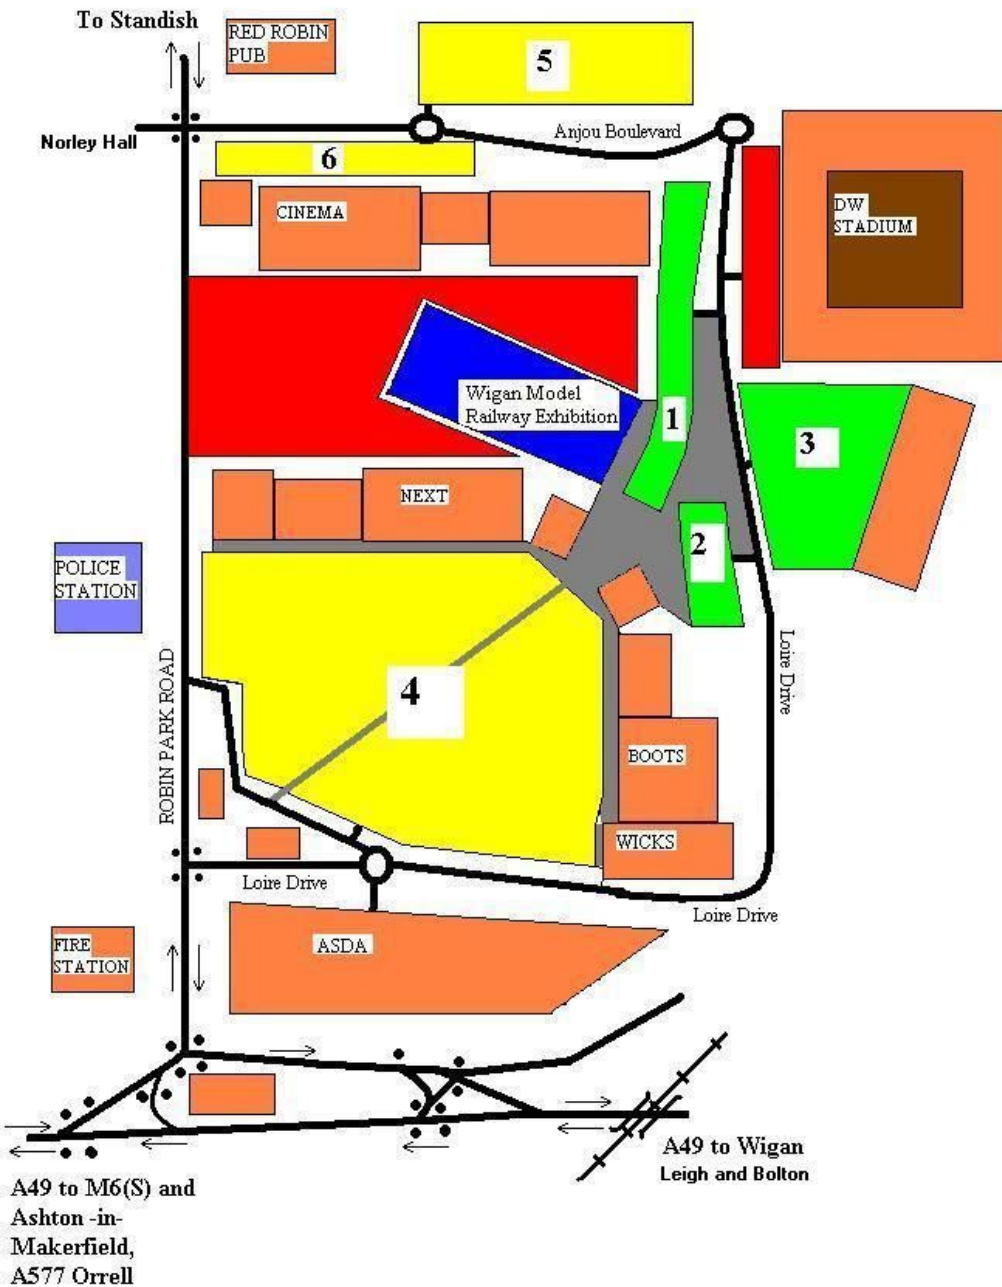 To Standish
RED ROBIN
PUB
5
Anjou Boulevard
Norley Hall
6
CINEMA
DW
STADIUM
Wigan Model
Railway Exhibition
1
3
NEXT
2
POLICE
STATION
Loire Drive
4
ROBIN PARK ROAD
BOOTS
WICKS
Loire Drive
Loire Drive
FIRE
STATION
ASDA
A49 to Wigan
Leigh and Bolton
A49 to M6(S) and
Ashton -in-
Makerfield,
A577 Orrell